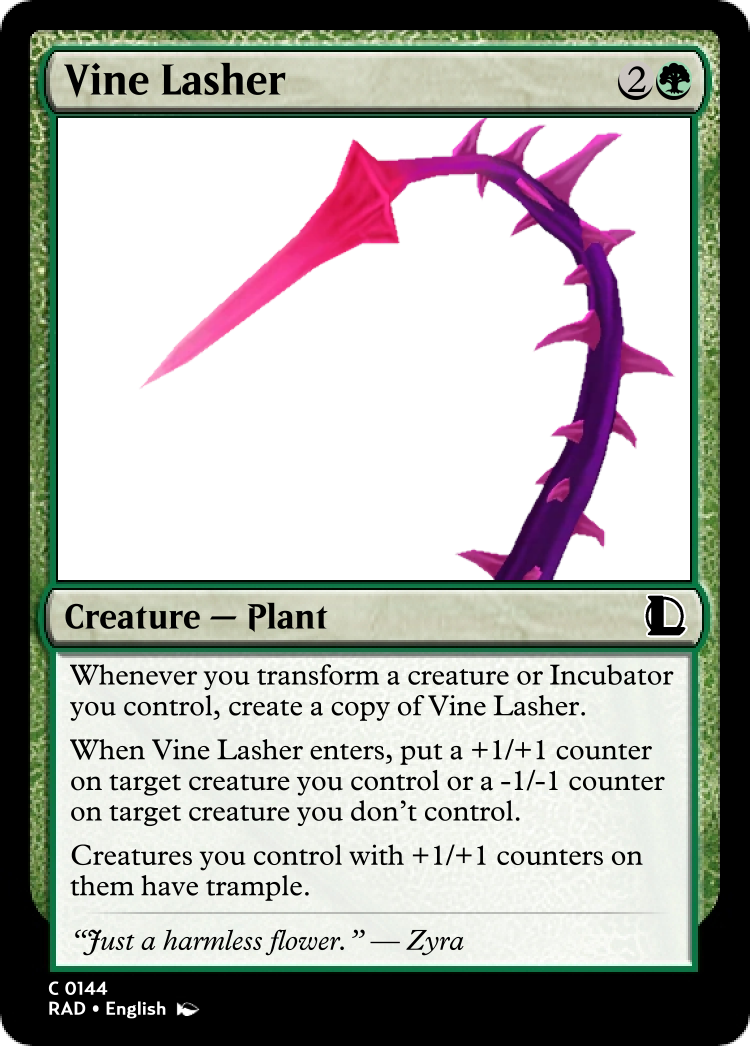 Vine Lasher 2
Creature — Plant
Whenever you transform a creature or Incubator
you control, create a copy of Vine Lasher.
When Vine Lasher enters, put a +1/+1 counter
on target creature you control or a -1/-1 counter
on target creature you don't control.
Creatures you control with +1/+1 counters on
them have trample.
“Just a harmless flower.” — Zyra
C 0144
RAD • English